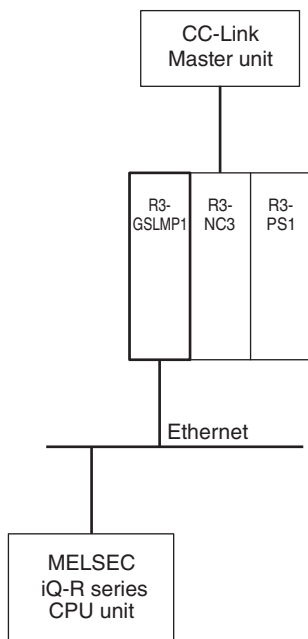 CC-Link
Master unit
R3-
GSLMP1
R3-
NC3
R3-
PS1
Ethernet
MELSEC
iQ-R series
CPU unit